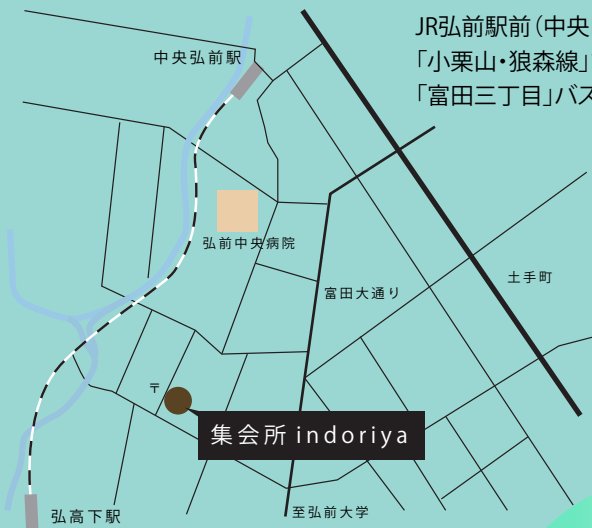 JR弘前駅前（中央
「小栗山・狼森線」
「富田三丁目」バス
中央弘前駅
弘前中央病院
富田大通り
土手町
〒
集会所 indoriya
弘高下駅
至弘前大学